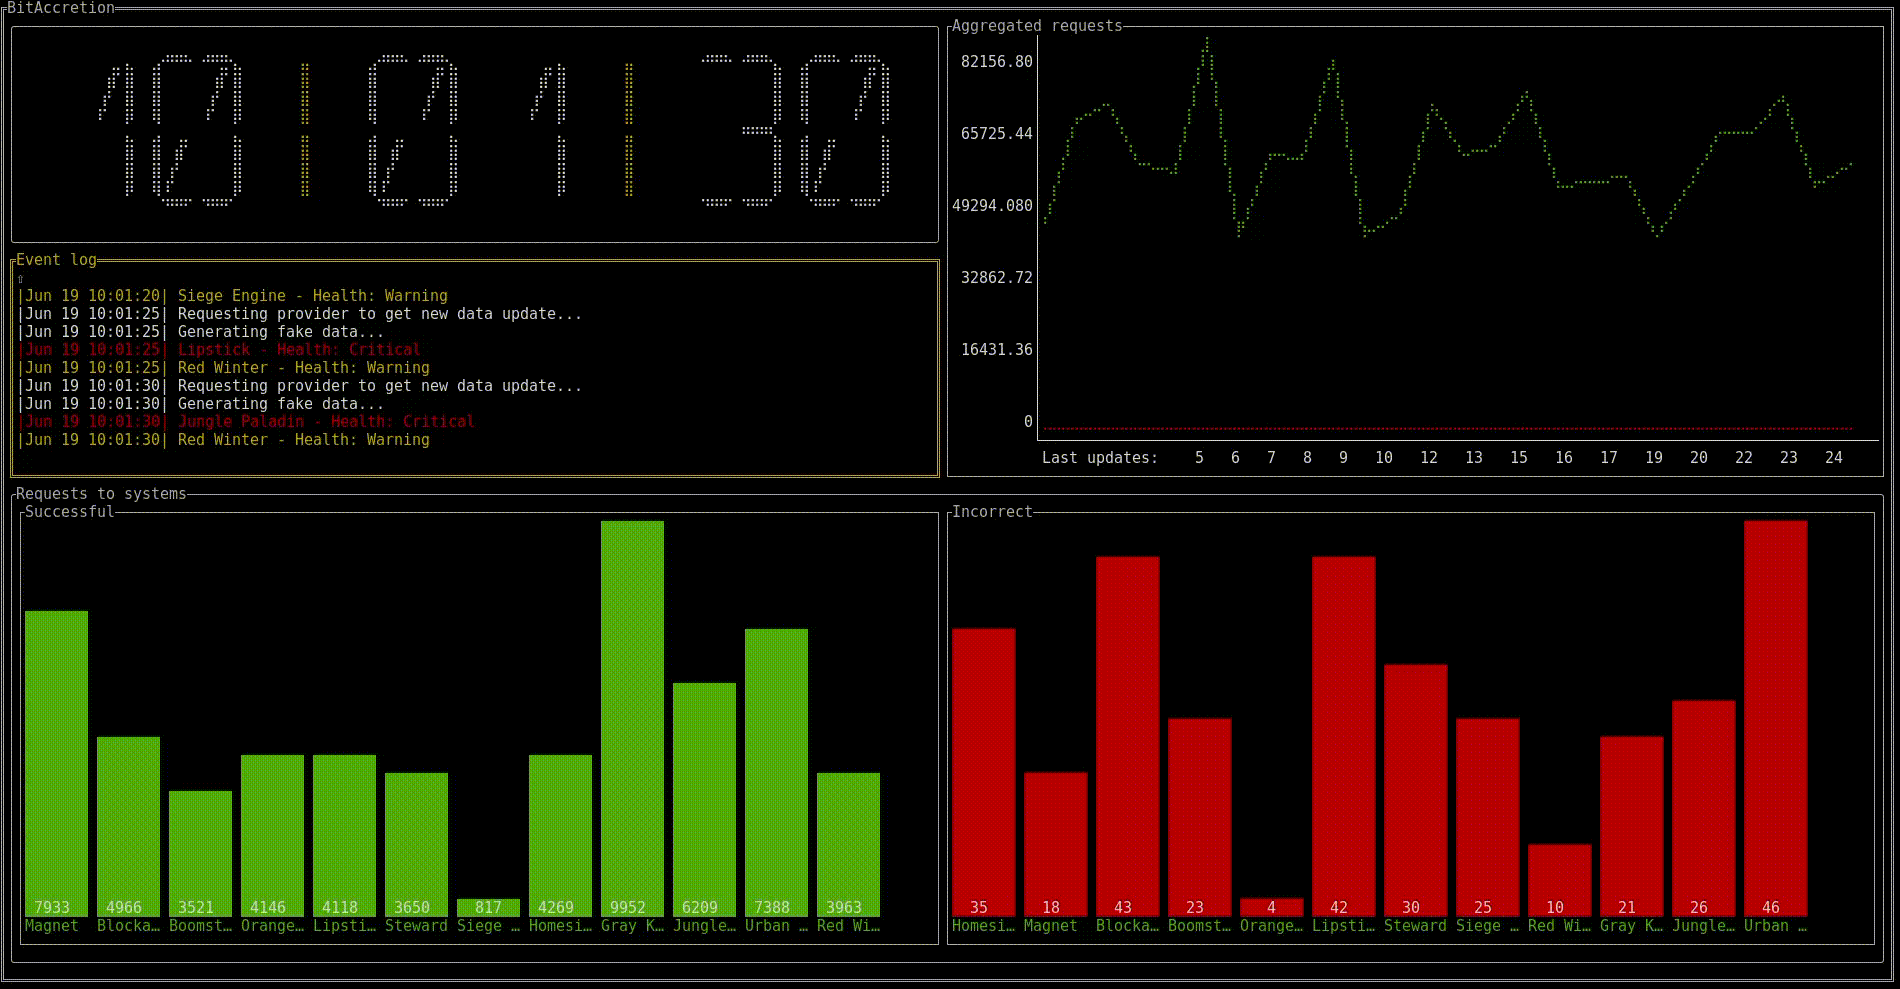 BitAccretion
10 | 01 | 30
Event log
⇧
|Jun 19 10:01:20| Siege Engine - Health: Warning
|Jun 19 10:01:25| Requesting provider to get new data update...
|Jun 19 10:01:25| Generating fake data...
|Jun 19 10:01:25| Lipstick - Health: Critical
|Jun 19 10:01:25| Red Winter - Health: Warning
|Jun 19 10:01:30| Requesting provider to get new data update...
|Jun 19 10:01:30| Generating fake data...
|Jun 19 10:01:30| Jungle Paladin - Health: Critical
|Jun 19 10:01:30| Red Winter - Health: Warning
Aggregated requests
82156.80
65725.44
49294.080
32862.72
16431.36
0
Last updates: 5 6 7 8 9 10 12 13 15 16 17 19 20 22 23 24
Requests to systems
Successful
7933 4966 3521 4146 4118 3650 817 4269 9952 6209 7388 3963
Magnet Blocka… Boomst… Orange… Lipsti… Steward Siege … Homesi… Gray K… Jungle… Urban … Red Wi…
Incorrect
35 18 43 23 4 42 30 25 10 21 26 46
Homesi… Magnet Blocka… Boomst… Orange… Lipsti… Steward Siege … Red Wi… Gray K… Jungle… Urban …